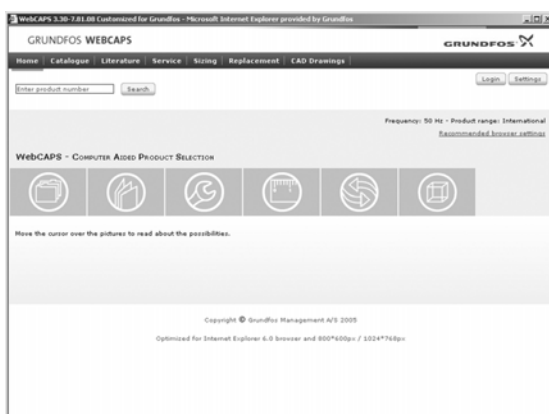 WebCAPS 3.30-7.81.08 Customized for Grundfos - Microsoft Internet Explorer provided by Grundfos
GRUNDFOS WEBCAPS
GRUNDFOS
Home Catalogue Literature Service Sizing Replacement CAD Drawings
Login Settings
Enter product number Search
Frequency: 50 Hz - Product range: International
Recommended browser settings
WebCAPS - Computer Aided Product Selection
Move the cursor over the pictures to read about the possibilities.
Copyright © Grundfos Management A/S 2005
Optimized for Internet Explorer 6.0 browser and 800*600px / 1024*768px